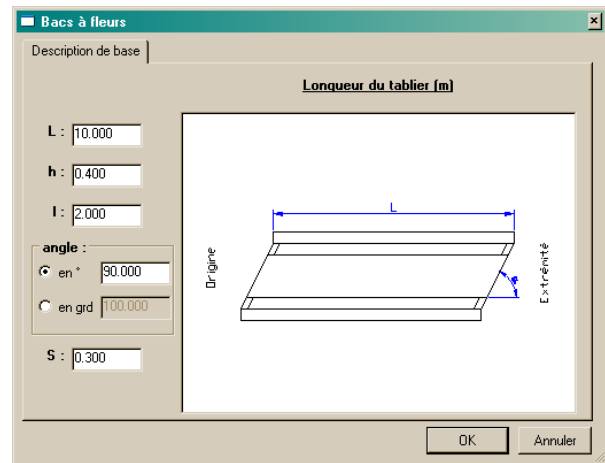 Bacs à fleurs
Description de base
Longueur du tablier (m)
L : 10.000
h : 0.400
l : 2.000
angle :
en ° 90.000
en grd 100.000
S : 0.300
L
Origine
Extrémité
OK
Annuler